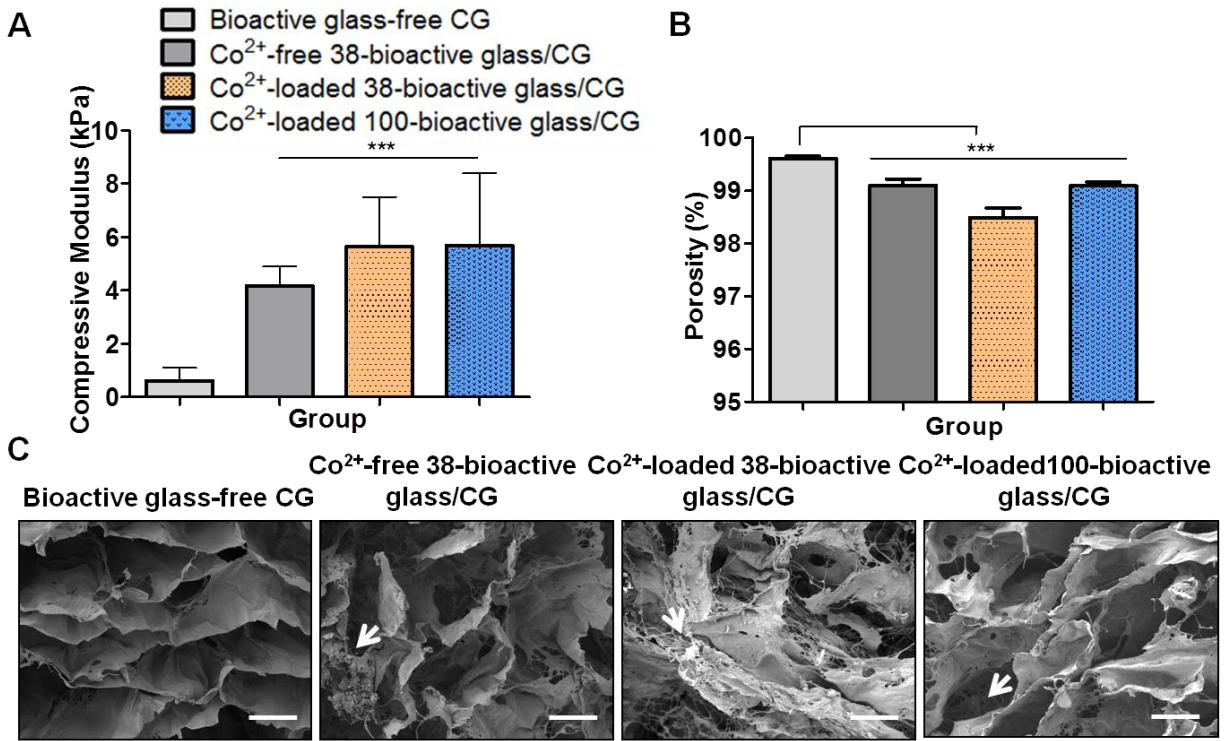 A
Bioactive glass-free CG
Co²⁺-free 38-bioactive glass/CG
Co²⁺-loaded 38-bioactive glass/CG
Co²⁺-loaded 100-bioactive glass/CG
Compressive Modulus (kPa)
10
8
6
4
2
0
***
Group
B
Porosity (%)
100
99
98
97
96
95
***
Group
C
Bioactive glass-free CG
Co²⁺-free 38-bioactive
glass/CG
Co²⁺-loaded 38-bioactive
glass/CG
Co²⁺-loaded100-bioactive
glass/CG